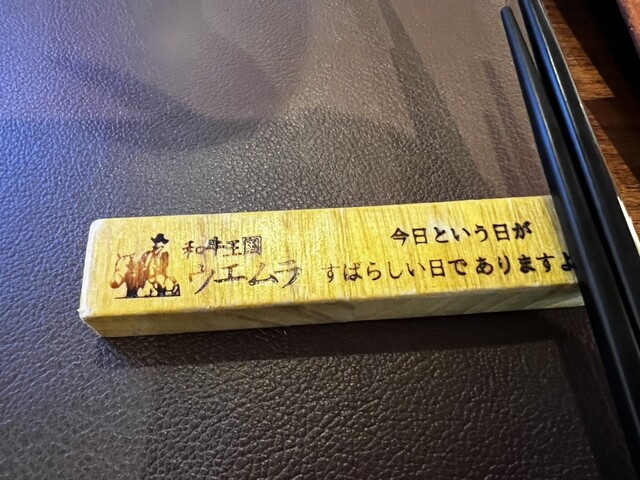 和牛王国
ウエムラ
今日という日が
すばらしい日でありますよ